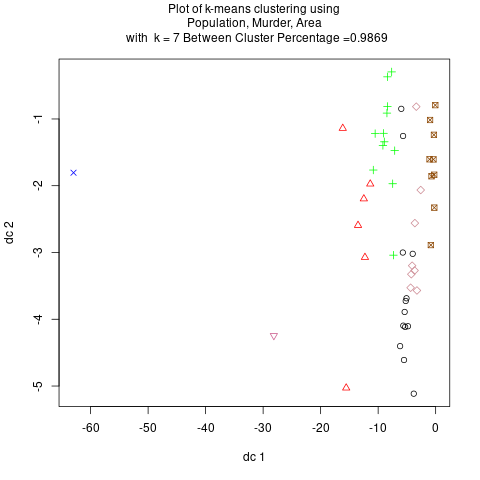 Plot of k-means clustering using
Population, Murder, Area
with k = 7 Between Cluster Percentage =0.9869
-1
-2
-3
-4
-5
dc 2
-60
-50
-40
-30
-20
-10
0
dc 1